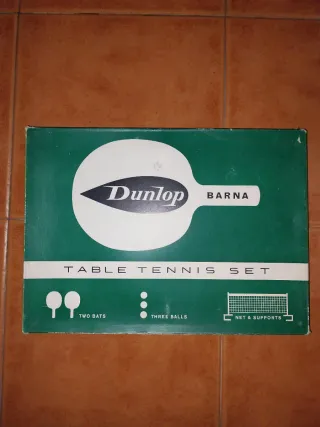 Dunlop BARNA
TABLE TENNIS SET
TWO BATS THREE BALLS NET & SUPPORTS